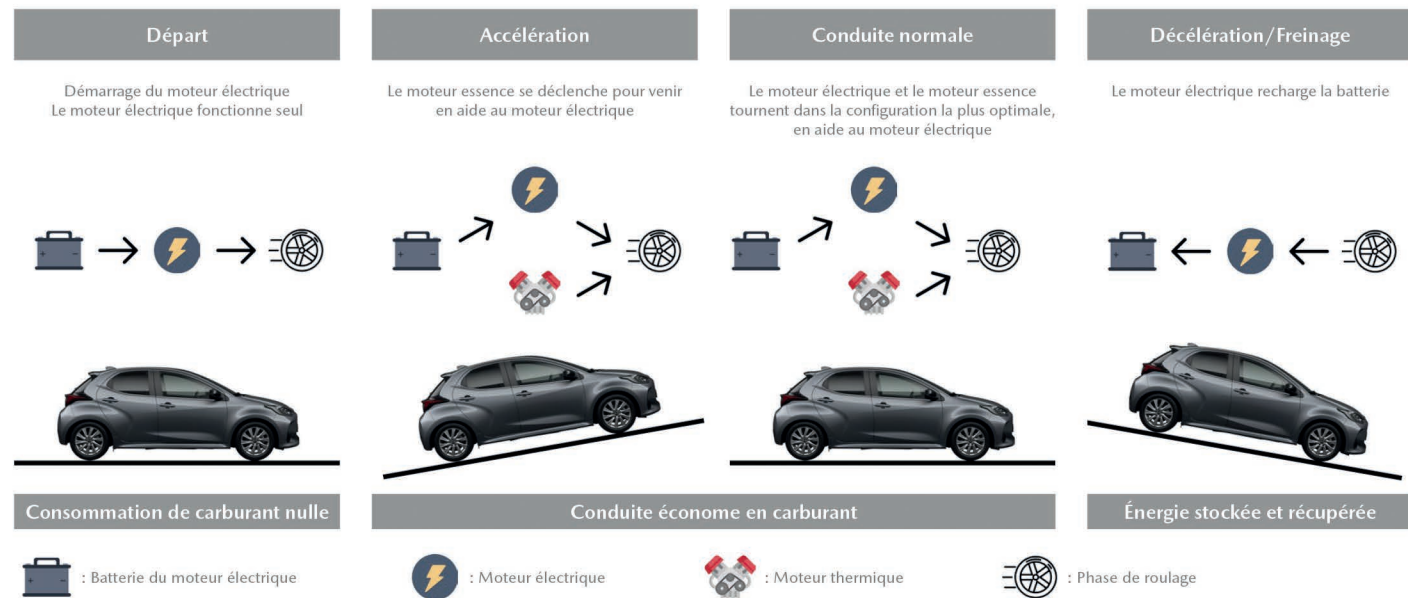 Départ
Démarrage du moteur électrique
Le moteur électrique fonctionne seul
Accélération
Le moteur essence se déclenche pour venir
en aide au moteur électrique
Conduite normale
Le moteur électrique et le moteur essence
tournent dans la configuration la plus optimale,
en aide au moteur électrique
Décélération/Freinage
Le moteur électrique recharge la batterie
Consommation de carburant nulle
Conduite économe en carburant
Énergie stockée et récupérée
: Batterie du moteur électrique
: Moteur électrique
: Moteur thermique
: Phase de roulage